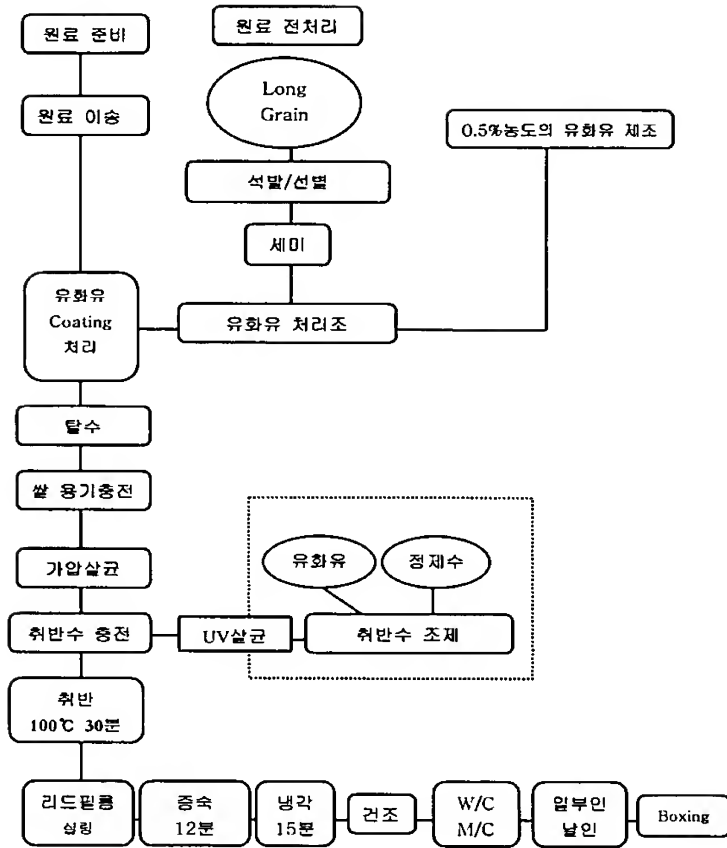 원료 준비
원료 전처리
Long
Grain
원료 이송
0.5%농도의 유화유 제조
석발/선별
세미
유화유
Coating
처리
유화유 처리조
탈수
쌀 용기충전
가압살균
유화유
정제수
취반수 충전
UV살균
취반수 조제
취반
100℃ 30분
리드필름
싱링
증숙
12분
냉각
15분
건조
W/C
M/C
일부인
날인
Boxing